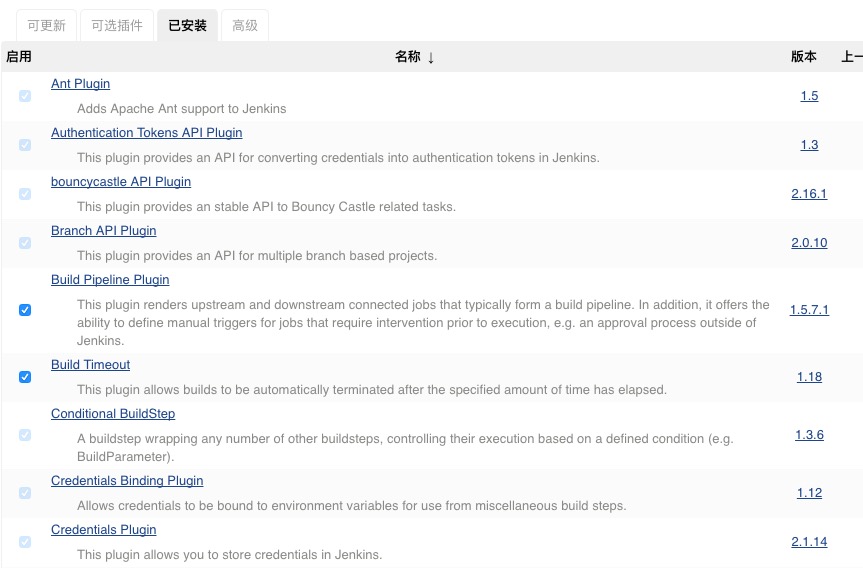 可更新 可选插件 已安装 高级
启用 名称 ↓ 版本 上一
Ant Plugin
Adds Apache Ant support to Jenkins
1.5
Authentication Tokens API Plugin
This plugin provides an API for converting credentials into authentication tokens in Jenkins.
1.3
bouncycastle API Plugin
This plugin provides an stable API to Bouncy Castle related tasks.
2.16.1
Branch API Plugin
This plugin provides an API for multiple branch based projects.
2.0.10
Build Pipeline Plugin
This plugin renders upstream and downstream connected jobs that typically form a build pipeline. In addition, it offers the
ability to define manual triggers for jobs that require intervention prior to execution, e.g. an approval process outside of
Jenkins.
1.5.7.1
Build Timeout
This plugin allows builds to be automatically terminated after the specified amount of time has elapsed.
1.18
Conditional BuildStep
A buildstep wrapping any number of other buildsteps, controlling their execution based on a defined condition (e.g.
BuildParameter).
1.3.6
Credentials Binding Plugin
Allows credentials to be bound to environment variables for use from miscellaneous build steps.
1.12
Credentials Plugin
This plugin allows you to store credentials in Jenkins.
2.1.14